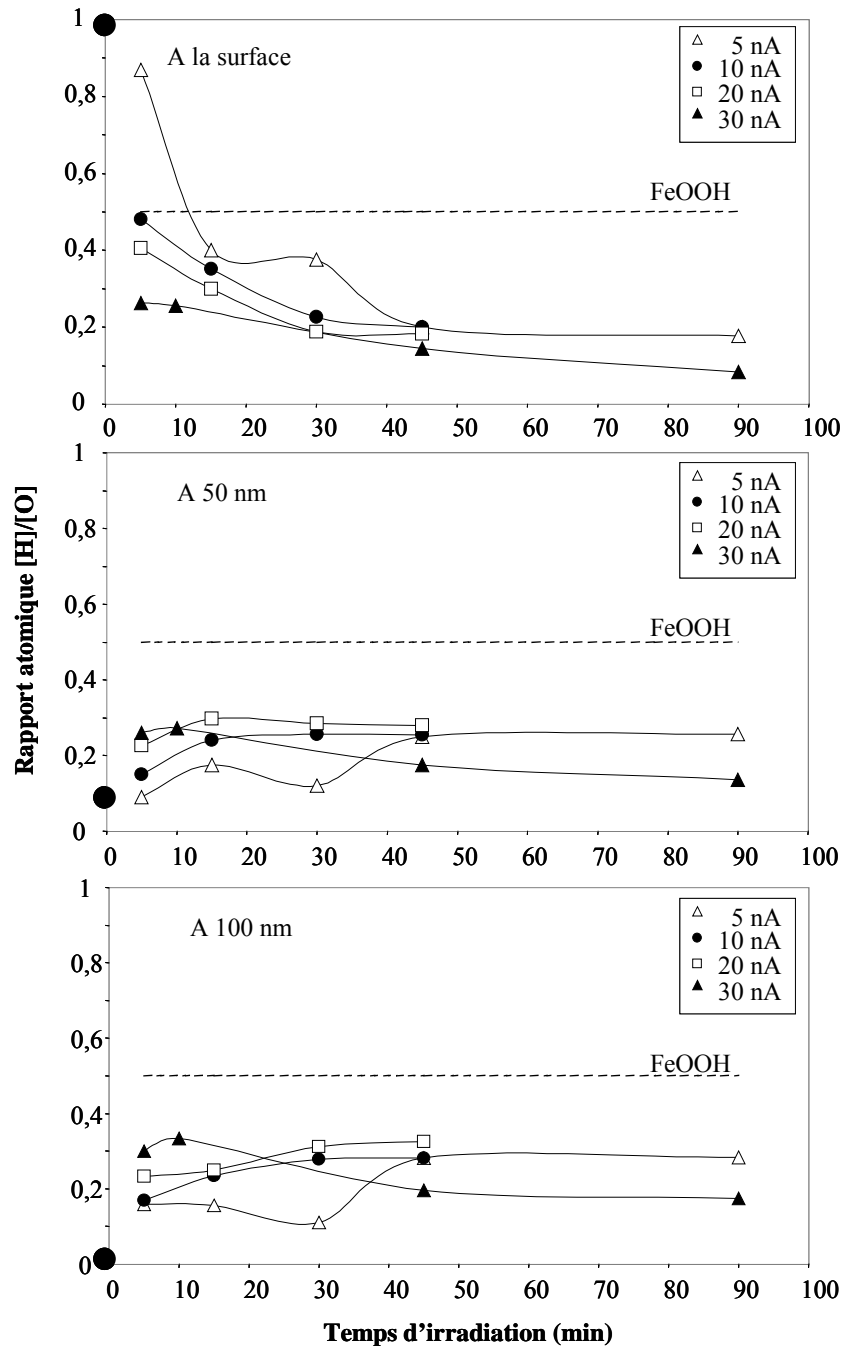 Rapport atomique [H]/[O]
1
0,8
0,6
0,4
0,2
0
A la surface
5 nA
10 nA
20 nA
30 nA
FeOOH
0 10 20 30 40 50 60 70 80 90 100
1
0,8
0,6
0,4
0,2
0
A 50 nm
5 nA
10 nA
20 nA
30 nA
FeOOH
0 10 20 30 40 50 60 70 80 90 100
1
0,8
0,6
0,4
0,2
0
A 100 nm
5 nA
10 nA
20 nA
30 nA
FeOOH
0 10 20 30 40 50 60 70 80 90 100
Temps d'irradiation (min)